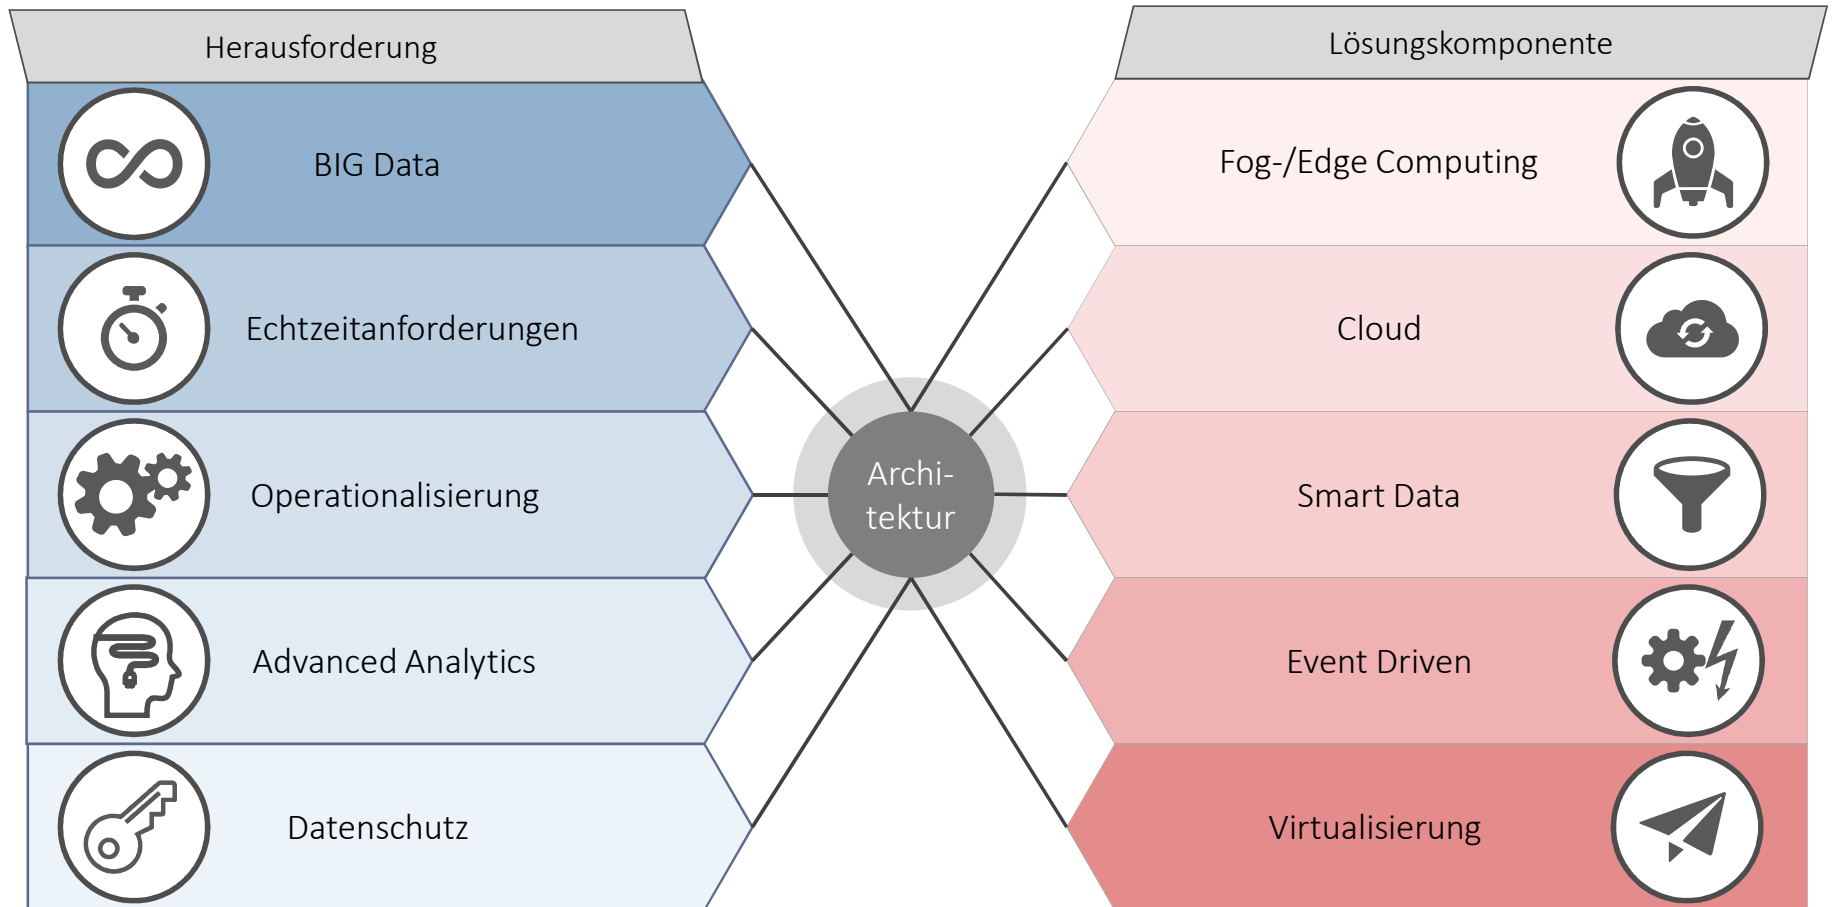 Herausforderung
BIG Data
Echtzeitanforderungen
Operationalisierung
Advanced Analytics
Datenschutz
Archi-
tektur
Lösungskomponente
Fog-/Edge Computing
Cloud
Smart Data
Event Driven
Virtualisierung